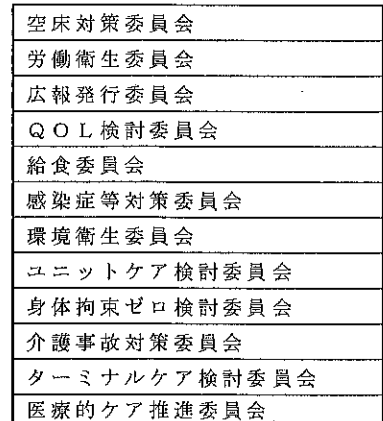 空床対策委員会
労働衛生委員会
広報発行委員会
ＱＯＬ検討委員会
給食委員会
感染症等対策委員会
環境衛生委員会
ユニットケア検討委員会
身体拘束ゼロ検討委員会
介護事故対策委員会
ターミナルケア検討委員会
医療的ケア推進委員会